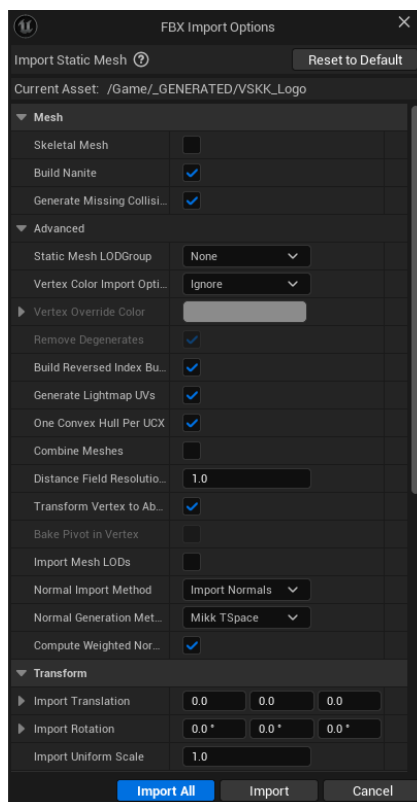 FBX Import Options
Import Static Mesh ? Reset to Default
Current Asset: /Game/_GENERATED/VSKK_Logo
Mesh
Skeletal Mesh
Build Nanite
Generate Missing Collisi...
Advanced
Static Mesh LODGroup None
Vertex Color Import Opti... Ignore
Vertex Override Color
Remove Degenerates
Build Reversed Index Bu...
Generate Lightmap UVs
One Convex Hull Per UCX
Combine Meshes
Distance Field Resolutio... 1.0
Transform Vertex to Ab...
Bake Pivot in Vertex
Import Mesh LODs
Normal Import Method Import Normals
Normal Generation Met... Mikk TSpace
Compute Weighted Nor...
Transform
Import Translation 0.0 0.0 0.0
Import Rotation 0.0 ° 0.0 ° 0.0 °
Import Uniform Scale 1.0
Import All Import Cancel